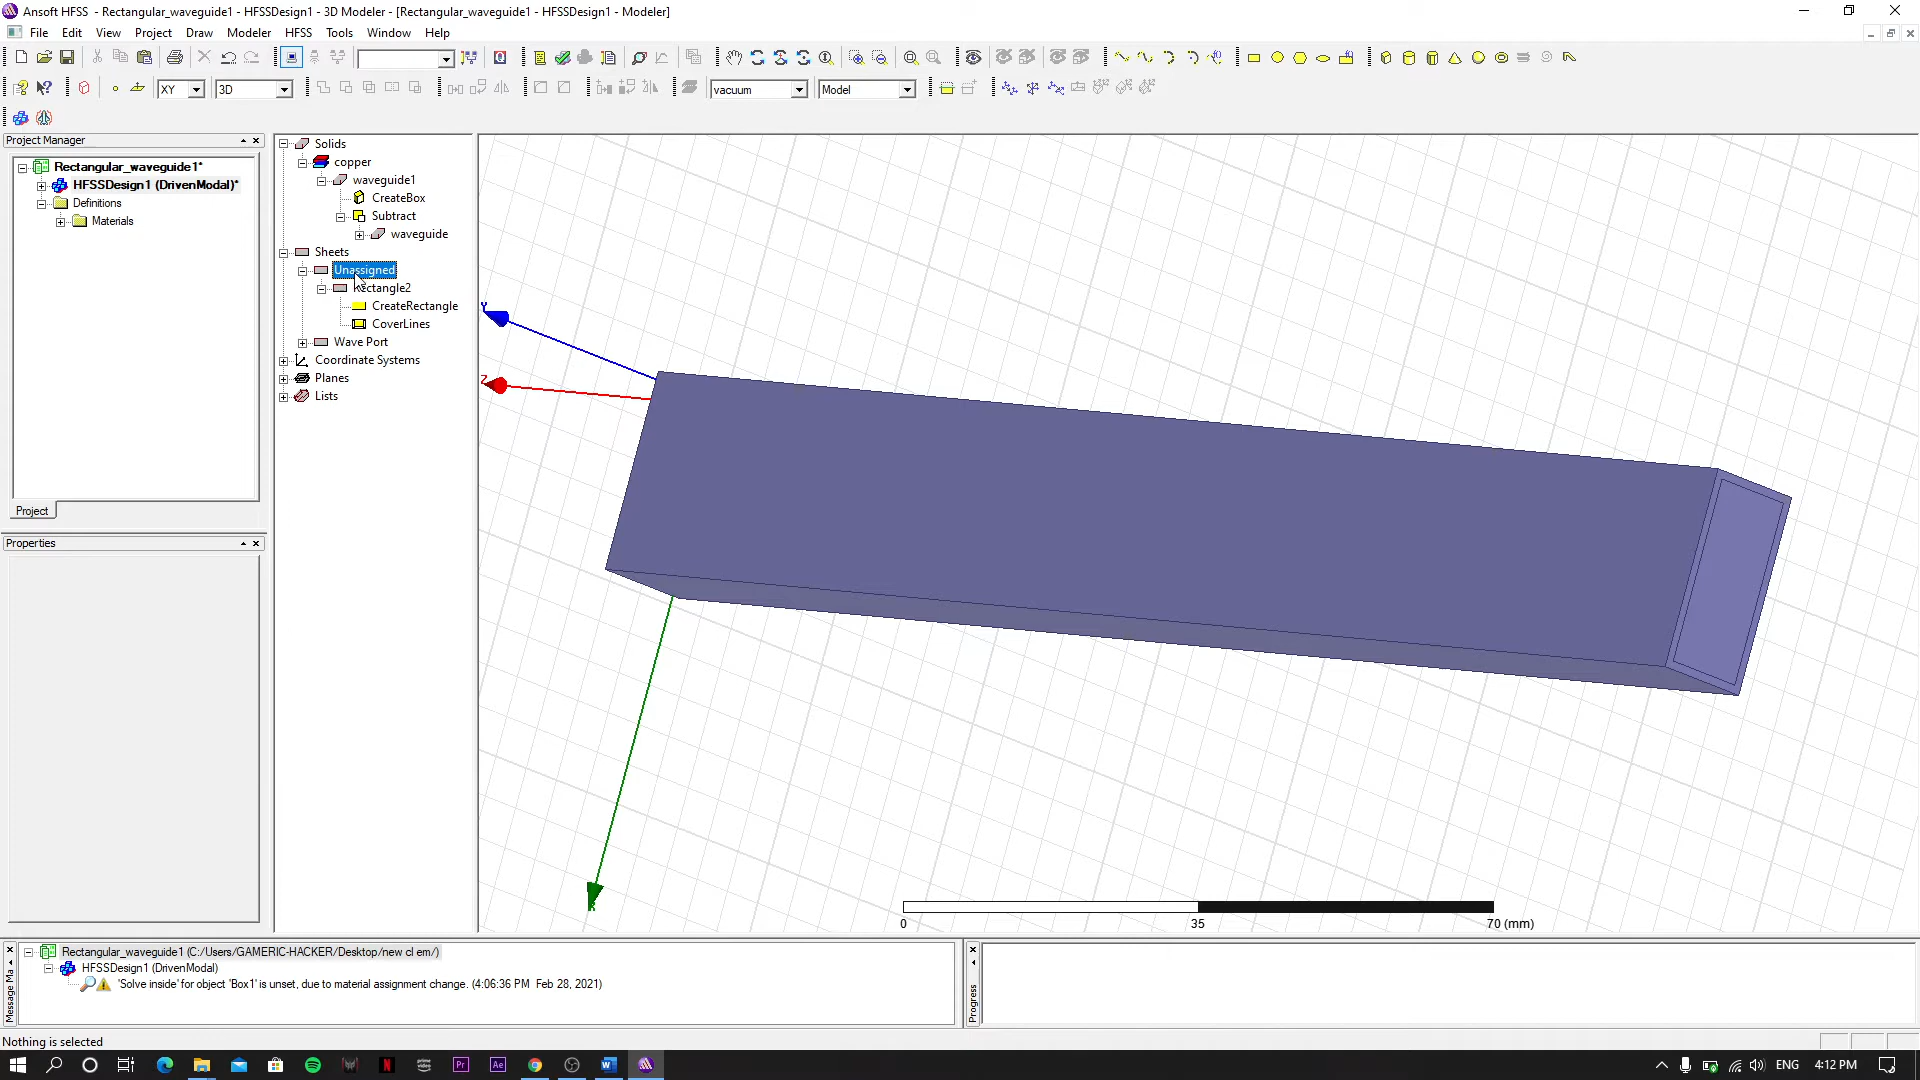 Ansoft HFSS - Rectangular_waveguide1 - HFSSDesign1 - 3D Modeler - [Rectangular_waveguide1 - HFSSDesign1 - Modeler]
File Edit View Project Draw Modeler HFSS Tools Window Help
XY 3D vacuum Model
Project Manager
Rectangular_waveguide1*
HFSSDesign1 (DrivenModal)*
Definitions
Materials
Project
Properties
Solids
copper
waveguide1
CreateBox
Subtract
waveguide
Sheets
Unassigned
Rectangle2
CreateRectangle
CoverLines
Wave Port
Coordinate Systems
Planes
Lists
0 35 70 (mm)
Rectangular_waveguide1 (C:/Users/GAMERIC-HACKER/Desktop/new cl em/)
HFSSDesign1 (DrivenModal)
'Solve inside' for object 'Box1' is unset, due to material assignment change. (4:06:36 PM Feb 28, 2021)
Message Ma
Progress
Nothing is selected
ENG 4:12 PM